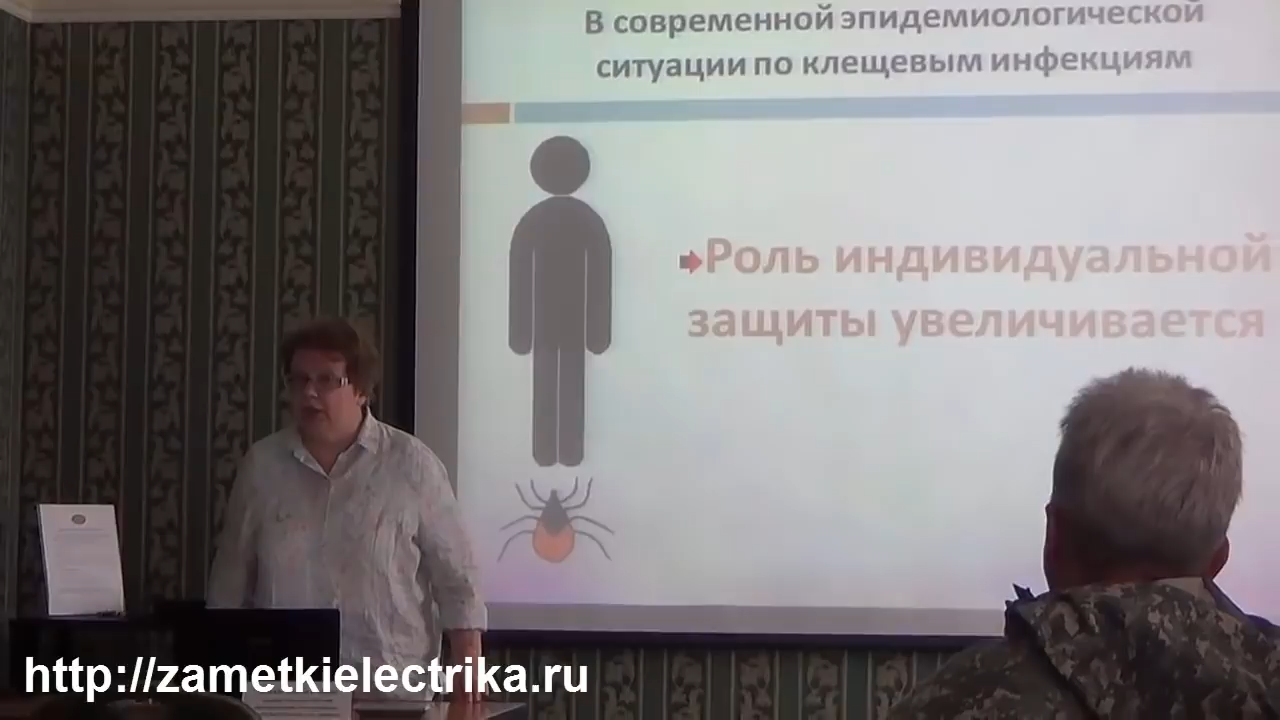 В современной эпидемиологической
ситуации по клещевым инфекциям
Роль индивидуальной
защиты увеличивается
http://zametkielectrika.ru